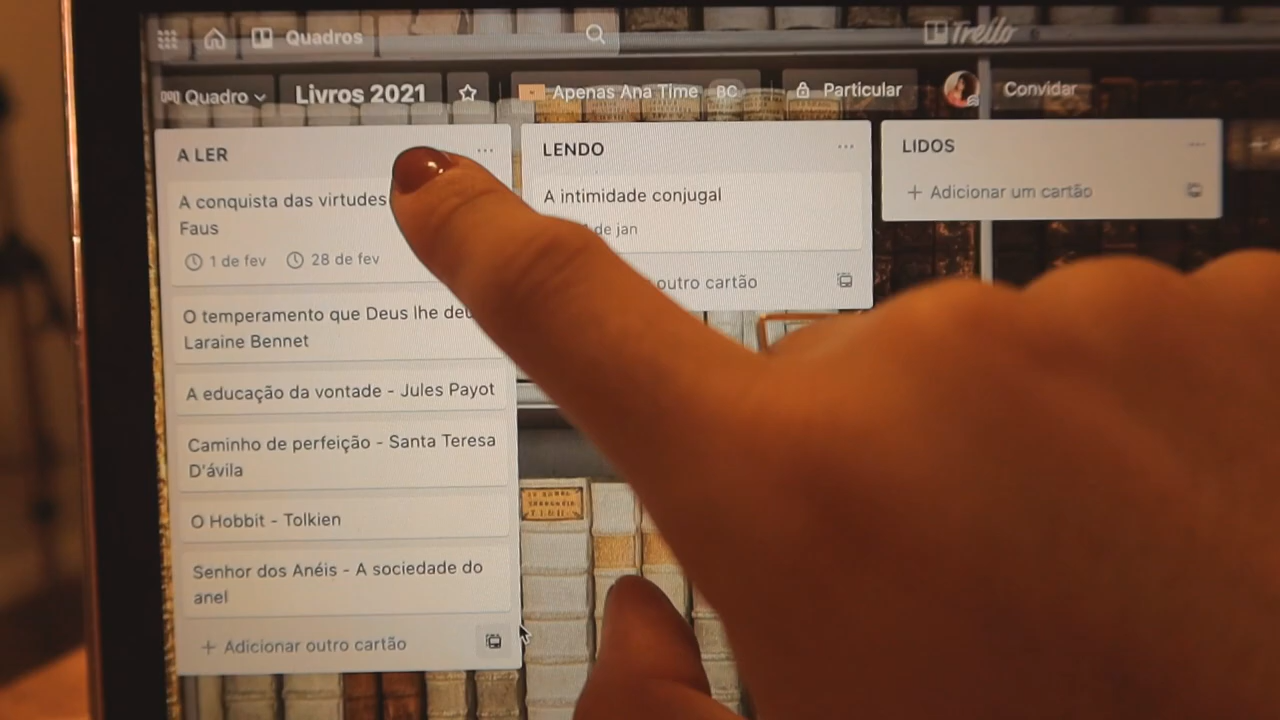 Quadros
Trello
Quadro
Livros 2021
Apenas Ana Time
BC
Particular
Convidar
A LER
A conquista das virtudes
Faus
1 de fev
28 de fev
O temperamento que Deus lhe deu
Laraine Bennet
A educação da vontade - Jules Payot
Caminho de perfeição - Santa Teresa
D'ávila
O Hobbit - Tolkien
Senhor dos Anéis - A sociedade do
anel
+ Adicionar outro cartão
LENDO
A intimidade conjugal
de jan
outro cartão
LIDOS
+ Adicionar um cartão